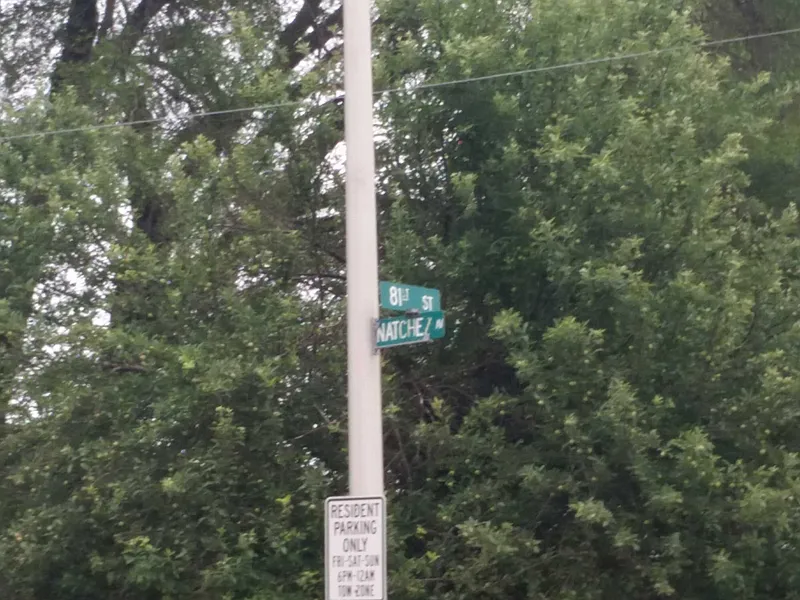 81ST ST
NATCHEZ AV
RESIDENT
PARKING
ONLY
FRI-SAT-SUN
6PM-12AM
TOW-ZONE